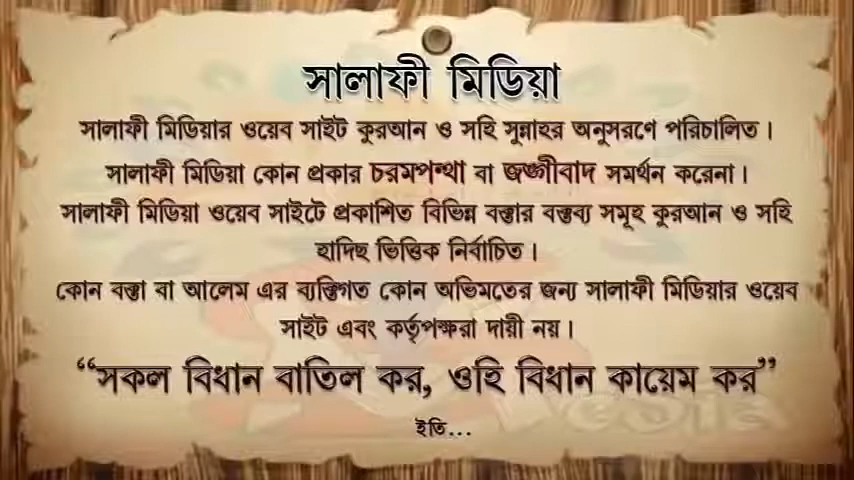 সালাফী মিডিয়া
সালাফী মিডিয়ার ওয়েব সাইট কুরআন ও সহি সুন্নাহর অনুসরণে পরিচালিত।
সালাফী মিডিয়া কোন প্রকার চরমপন্থা বা জঙ্গীবাদ সমর্থন করেনা।
সালাফী মিডিয়া ওয়েব সাইটে প্রকাশিত বিভিন্ন বক্তার বক্তব্য সমূহ কুরআন ও সহি
হাদিছ ভিত্তিক নির্বাচিত।
কোন বক্তা বা আলেম এর ব্যক্তিগত কোন অভিমতের জন্য সালাফী মিডিয়ার ওয়েব
সাইট এবং কর্তৃপক্ষরা দায়ী নয়।
“সকল বিধান বাতিল কর, ওহি বিধান কায়েম কর”
ইতি...